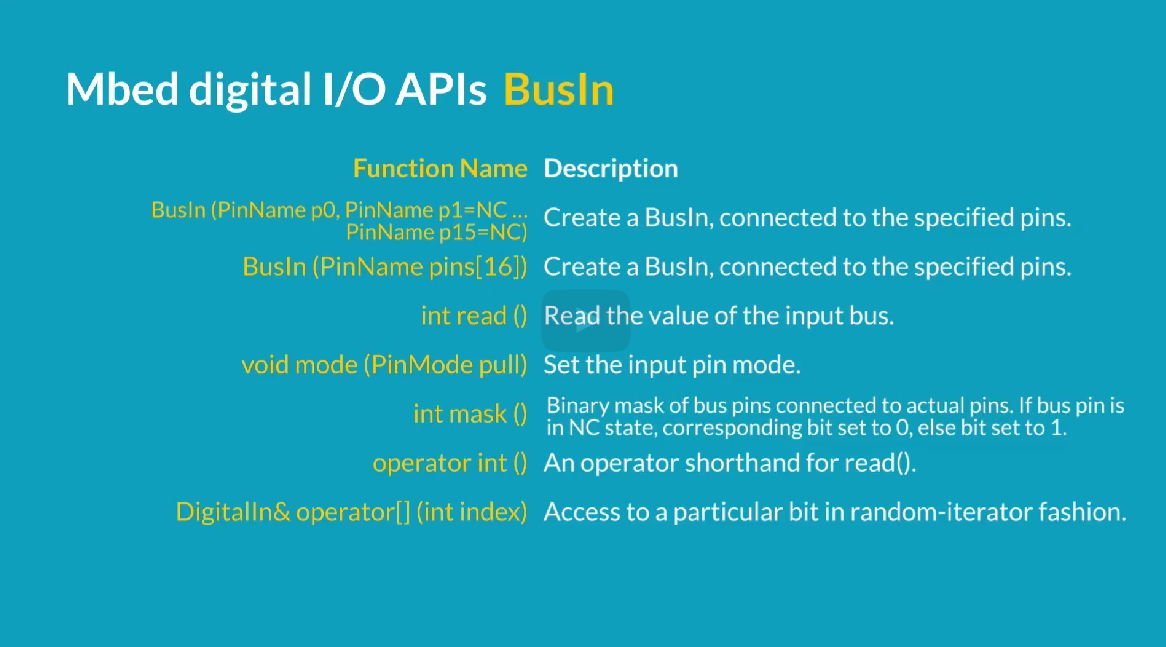 Mbed digital I/O APIs BusIn
Function Name Description
BusIn (PinName p0, PinName p1=NC ...
PinName p15=NC)
Create a BusIn, connected to the specified pins.
BusIn (PinName pins[16]) Create a BusIn, connected to the specified pins.
int read () Read the value of the input bus.
void mode (PinMode pull) Set the input pin mode.
int mask ()
Binary mask of bus pins connected to actual pins. If bus pin is
in NC state, corresponding bit set to 0, else bit set to 1.
operator int () An operator shorthand for read().
DigitalIn& operator[] (int index) Access to a particular bit in random-iterator fashion.